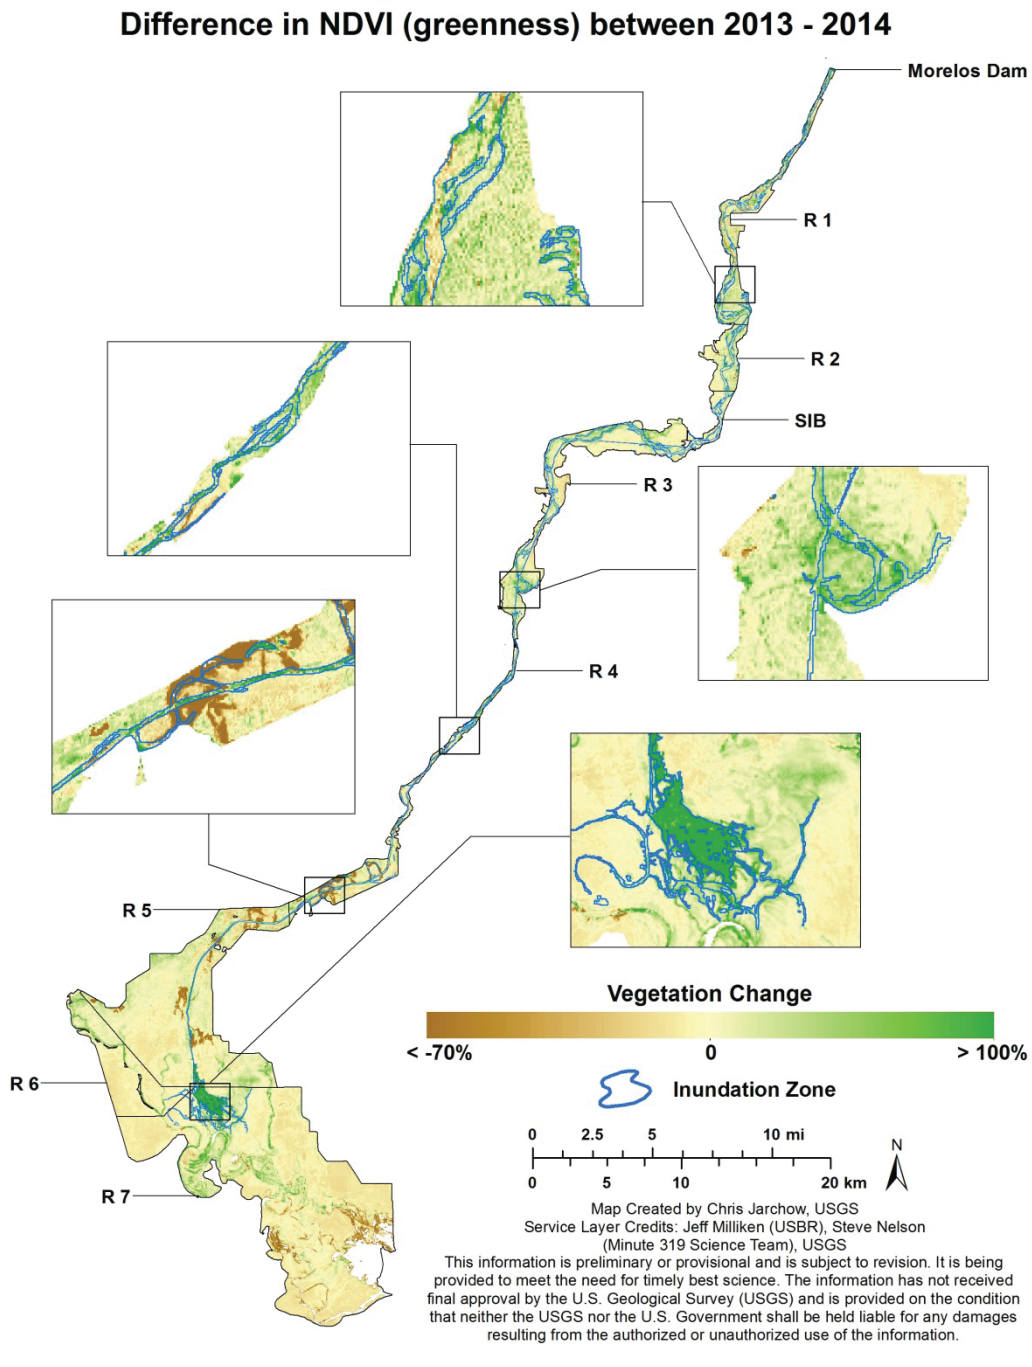 Difference in NDVI (greenness) between 2013 - 2014
Morelos Dam
R 1
R 2
SIB
R 3
R 4
R 5
R 6
R 7
Vegetation Change
< -70%
0
> 100%
Inundation Zone
0 2.5 5 10 mi
0 5 10 20 km
N
Map Created by Chris Jarchow, USGS
Service Layer Credits: Jeff Milliken (USBR), Steve Nelson
(Minute 319 Science Team), USGS
This information is preliminary or provisional and is subject to revision. It is being
provided to meet the need for timely best science. The information has not received
final approval by the U.S. Geological Survey (USGS) and is provided on the condition
that neither the USGS nor the U.S. Government shall be held liable for any damages
resulting from the authorized or unauthorized use of the information.